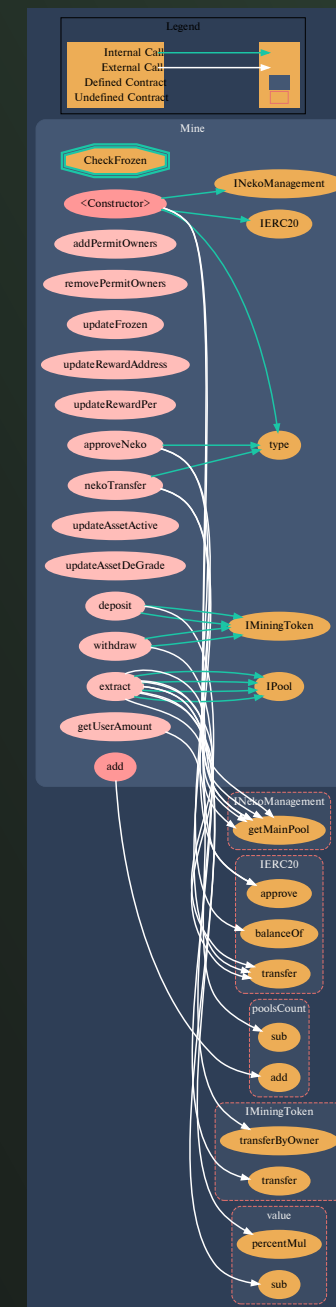 Legend
Internal Call
External Call
Defined Contract
Undefined Contract
Mine
CheckFrozen
<Constructor>
INekoManagement
addPermitOwners
IERC20
removePermitOwners
updateFrozen
updateRewardAddress
updateRewardPer
approveNeko
type
nekoTransfer
updateAssetActive
updateAssetDeGrade
deposit
IMiningToken
withdraw
extract
IPool
getUserAmount
add
INekoManagement
getMainPool
IERC20
approve
balanceOf
transfer
poolsCount
sub
add
IMiningToken
transferByOwner
transfer
value
percentMul
sub